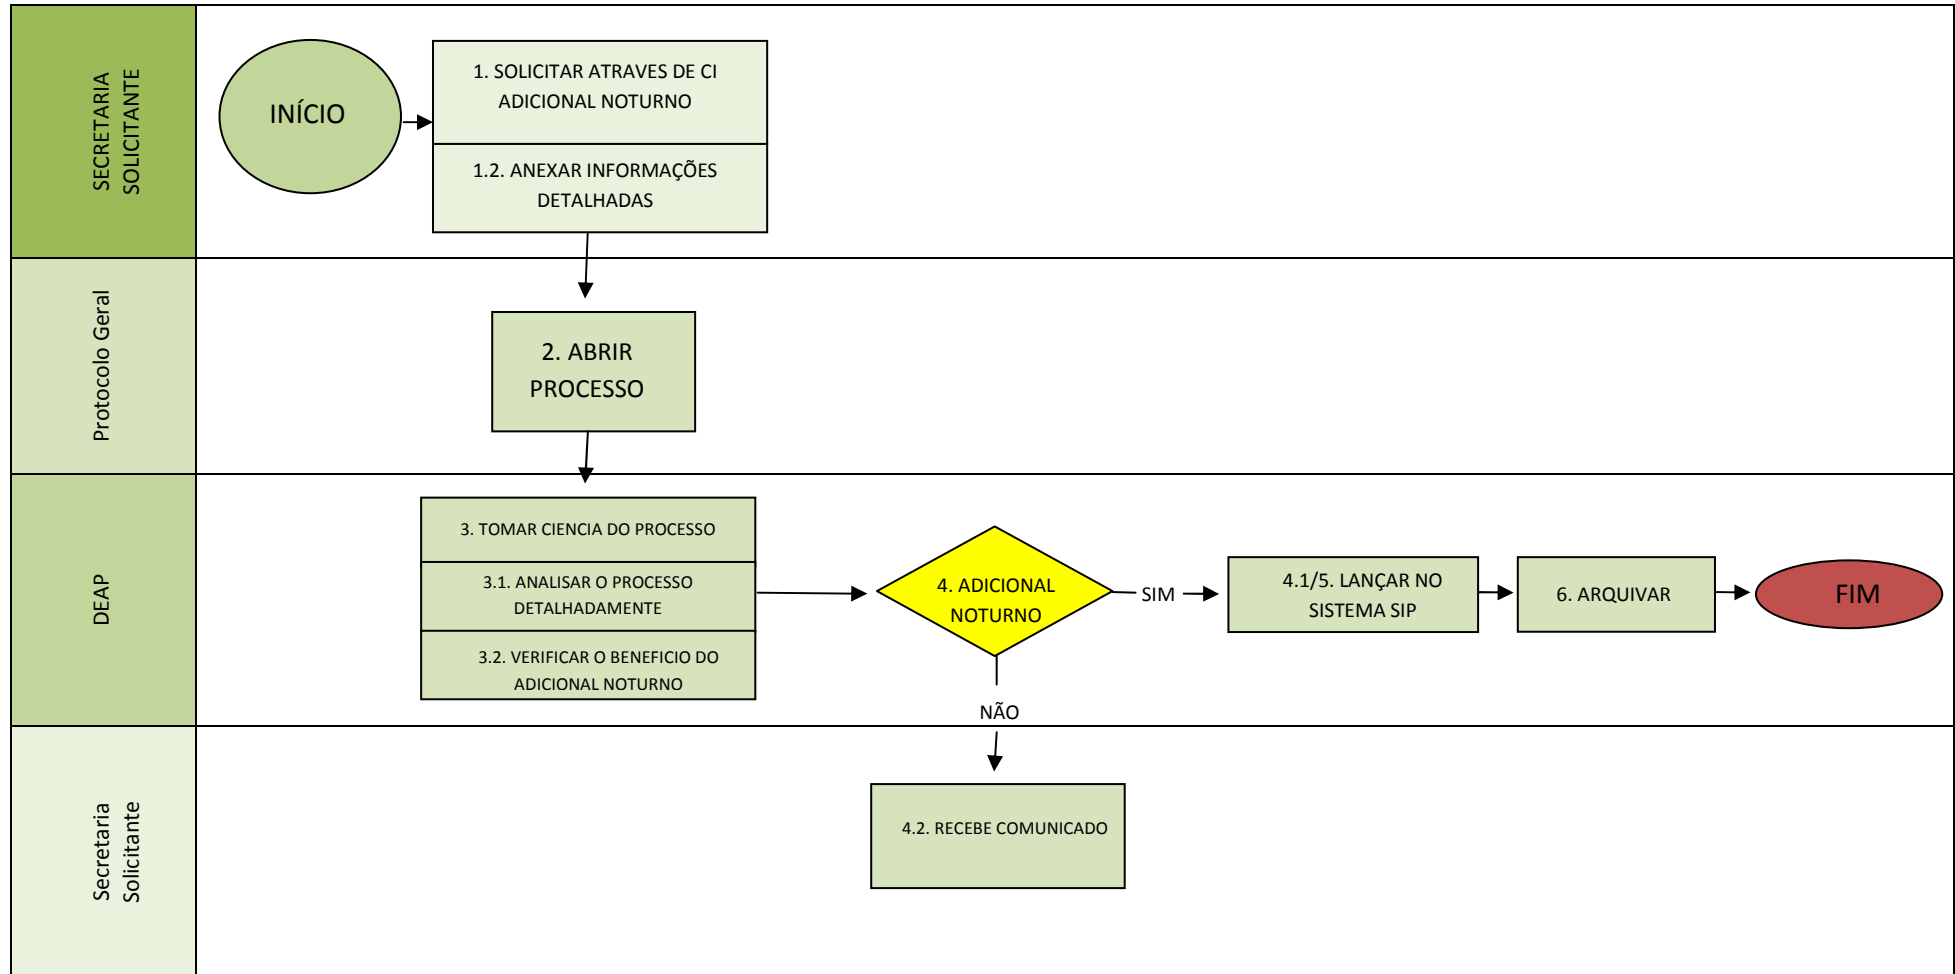 SECRETARIA
SOLICITANTE
INÍCIO
1. SOLICITAR ATRAVES DE CI
ADICIONAL NOTURNO
1.2. ANEXAR INFORMAÇÕES
DETALHADAS
Protocolo Geral
2. ABRIR
PROCESSO
DEAP
3. TOMAR CIENCIA DO PROCESSO
3.1. ANALISAR O PROCESSO
DETALHADAMENTE
3.2. VERIFICAR O BENEFICIO DO
ADICIONAL NOTURNO
4. ADICIONAL
NOTURNO
SIM
4.1/5. LANÇAR NO
SISTEMA SIP
6. ARQUIVAR
FIM
NÃO
Secretaria
Solicitante
4.2. RECEBE COMUNICADO